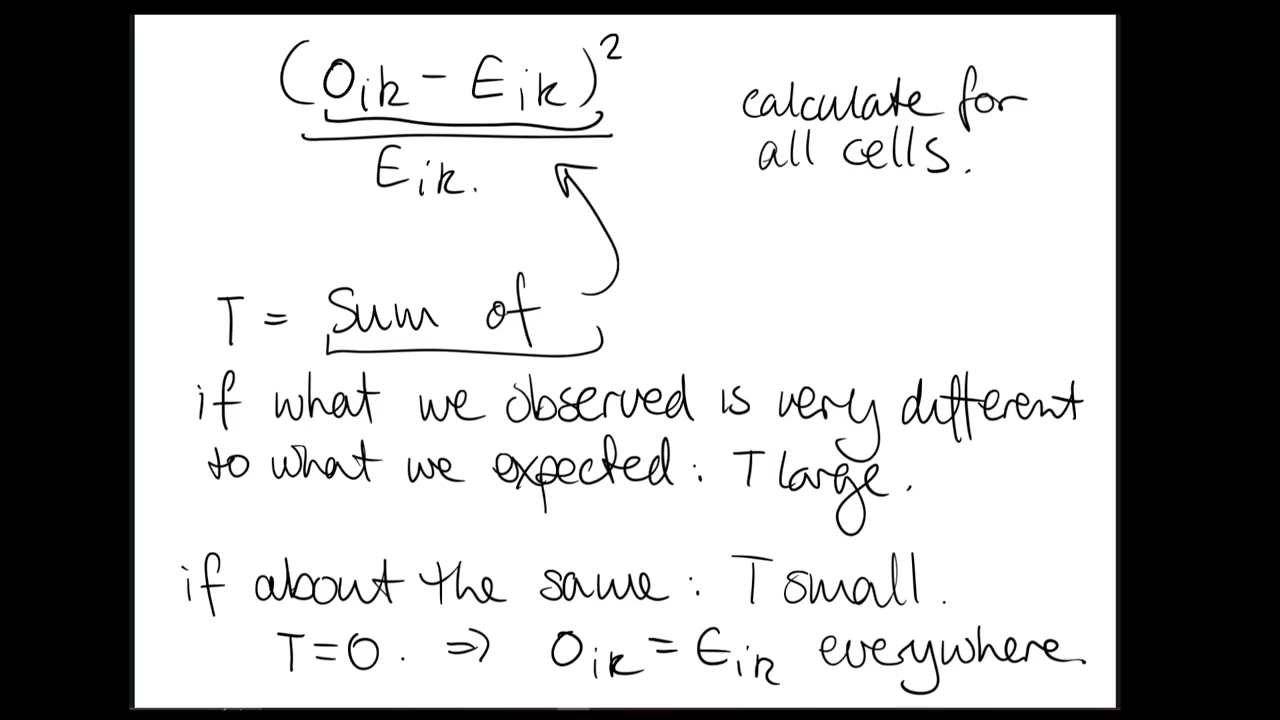 (Oik - Eik)²
Eik.
calculate for
all cells.
T = Sum of
if what we observed is very different
to what we expected : T large.
if about the same : T small.
T=0. ⇒ Oik = Eik everywhere.